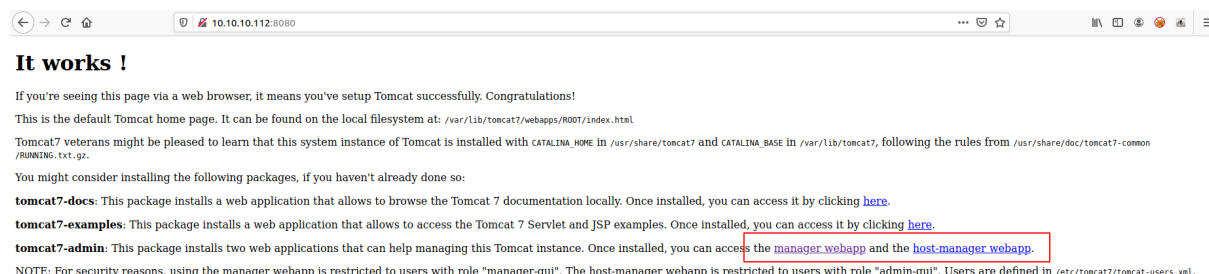 10.10.10.112:8080
It works !
If you're seeing this page via a web browser, it means you've setup Tomcat successfully. Congratulations!
This is the default Tomcat home page. It can be found on the local filesystem at: /var/lib/tomcat7/webapps/ROOT/index.html
Tomcat7 veterans might be pleased to learn that this system instance of Tomcat is installed with CATALINA_HOME in /usr/share/tomcat7 and CATALINA_BASE in /var/lib/tomcat7, following the rules from /usr/share/doc/tomcat7-common
/RUNNING.txt.gz.
You might consider installing the following packages, if you haven't already done so:
tomcat7-docs: This package installs a web application that allows to browse the Tomcat 7 documentation locally. Once installed, you can access it by clicking here.
tomcat7-examples: This package installs a web application that allows to access the Tomcat 7 Servlet and JSP examples. Once installed, you can access it by clicking here.
tomcat7-admin: This package installs two web applications that can help managing this Tomcat instance. Once installed, you can access the manager webapp and the host-manager webapp.
NOTE: For security reasons, using the manager webapp is restricted to users with role "manager-gui". The host-manager webapp is restricted to users with role "admin-gui". Users are defined in /etc/tomcat7/tomcat-users.xml.